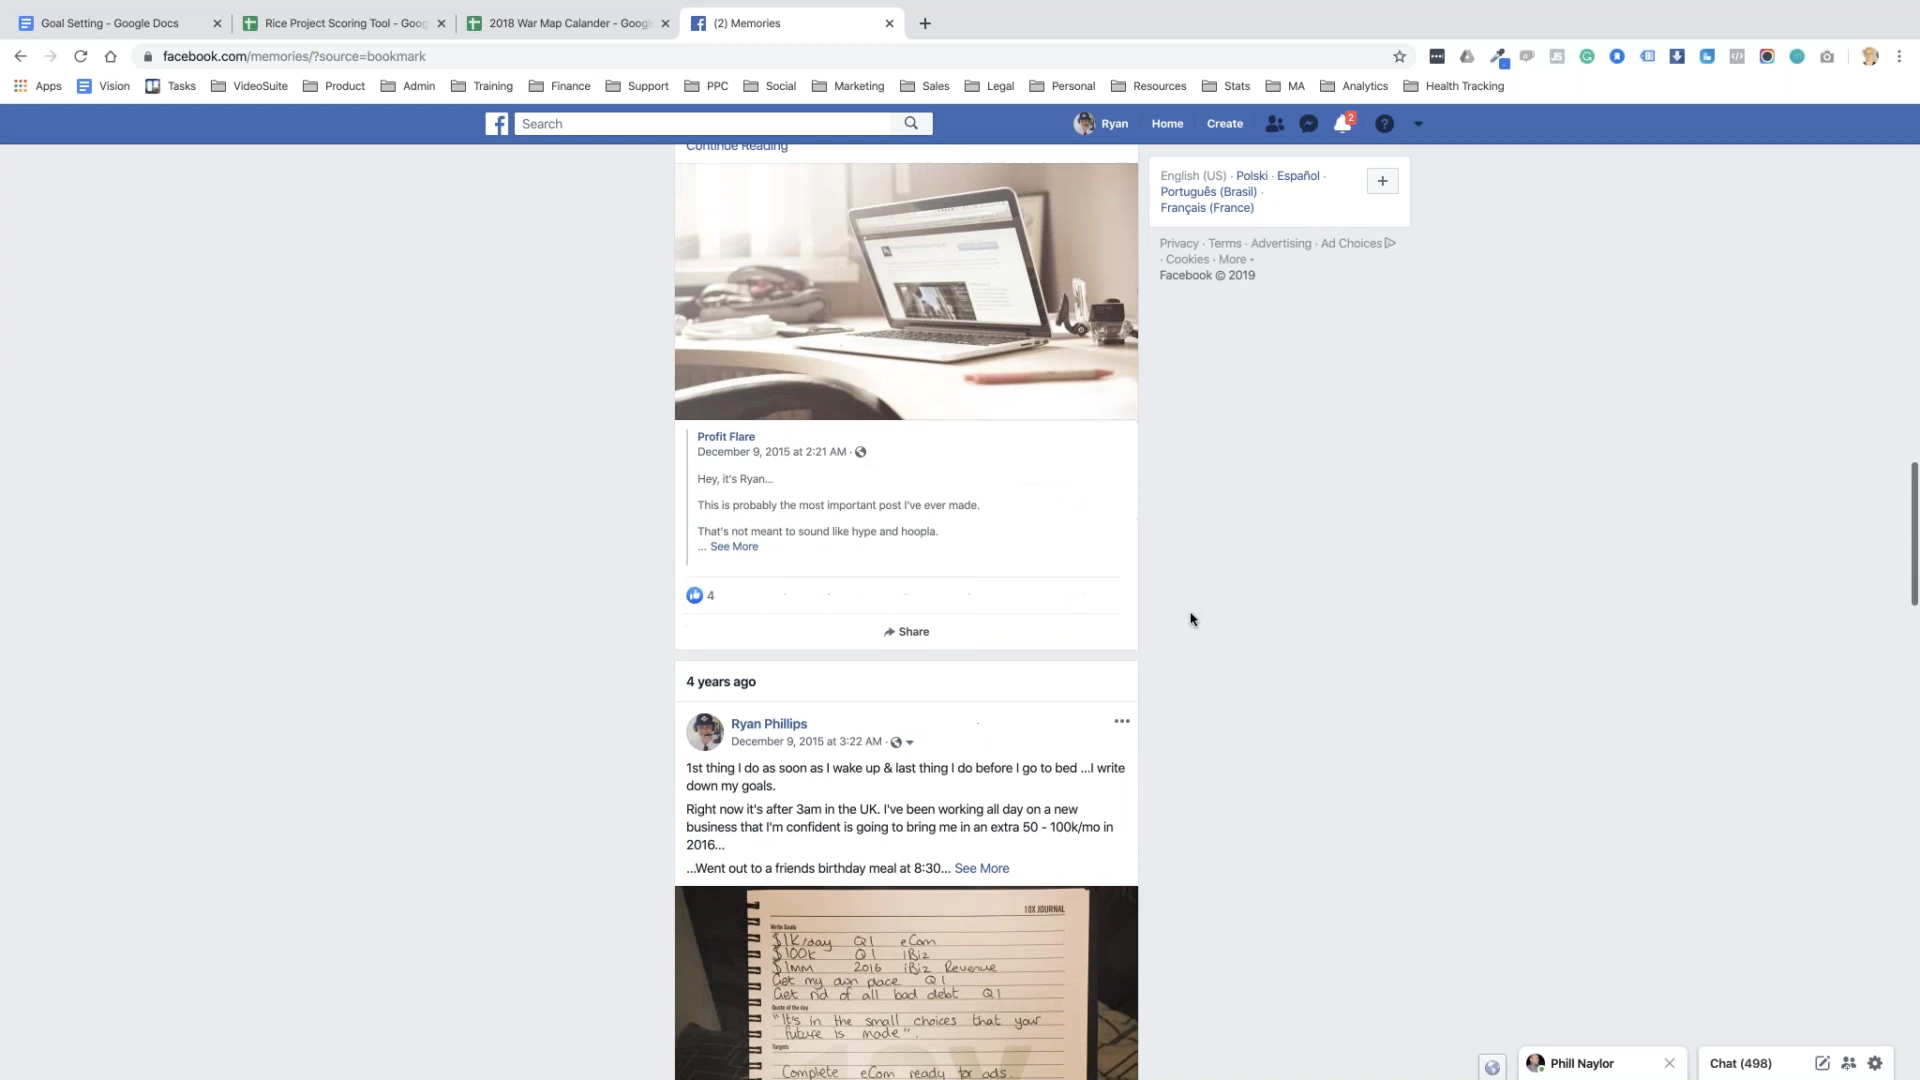 Goal Setting - Google Docs
Rice Project Scoring Tool - Goog
2018 War Map Calander - Googl
(2) Memories
facebook.com/memories/?source=bookmark
Apps Vision Tasks VideoSuite Product Admin Training Finance Support PPC Social Marketing Sales Legal Personal Resources Stats MA Analytics Health Tracking
Search
Ryan Home Create 2
Continue Reading
English (US) · Polski · Español ·
Português (Brasil) ·
Français (France)
Privacy · Terms · Advertising · Ad Choices
· Cookies · More
Facebook © 2019
Profit Flare
December 9, 2015 at 2:21 AM ·
Hey, it's Ryan...
This is probably the most important post I've ever made.
That's not meant to sound like hype and hoopla.
... See More
4
Share
4 years ago
Ryan Phillips
December 9, 2015 at 3:22 AM ·
1st thing I do as soon as I wake up & last thing I do before I go to bed ...I write
down my goals.
Right now it's after 3am in the UK. I've been working all day on a new
business that I'm confident is going to bring me in an extra 50 - 100k/mo in
2016...
...Went out to a friends birthday meal at 8:30... See More
10X JOURNAL
Write Goals
$1K/day Q1 eCom
$100k Q1 iBiz
$1MM 2016 iBiz Revenue
Get my own place Q1
Get rid of all bad debt Q1
Quote of the day
"It's in the small choices that your
future is made".
Targets
Complete eCom ready for ads.
Phill Naylor
Chat (498)